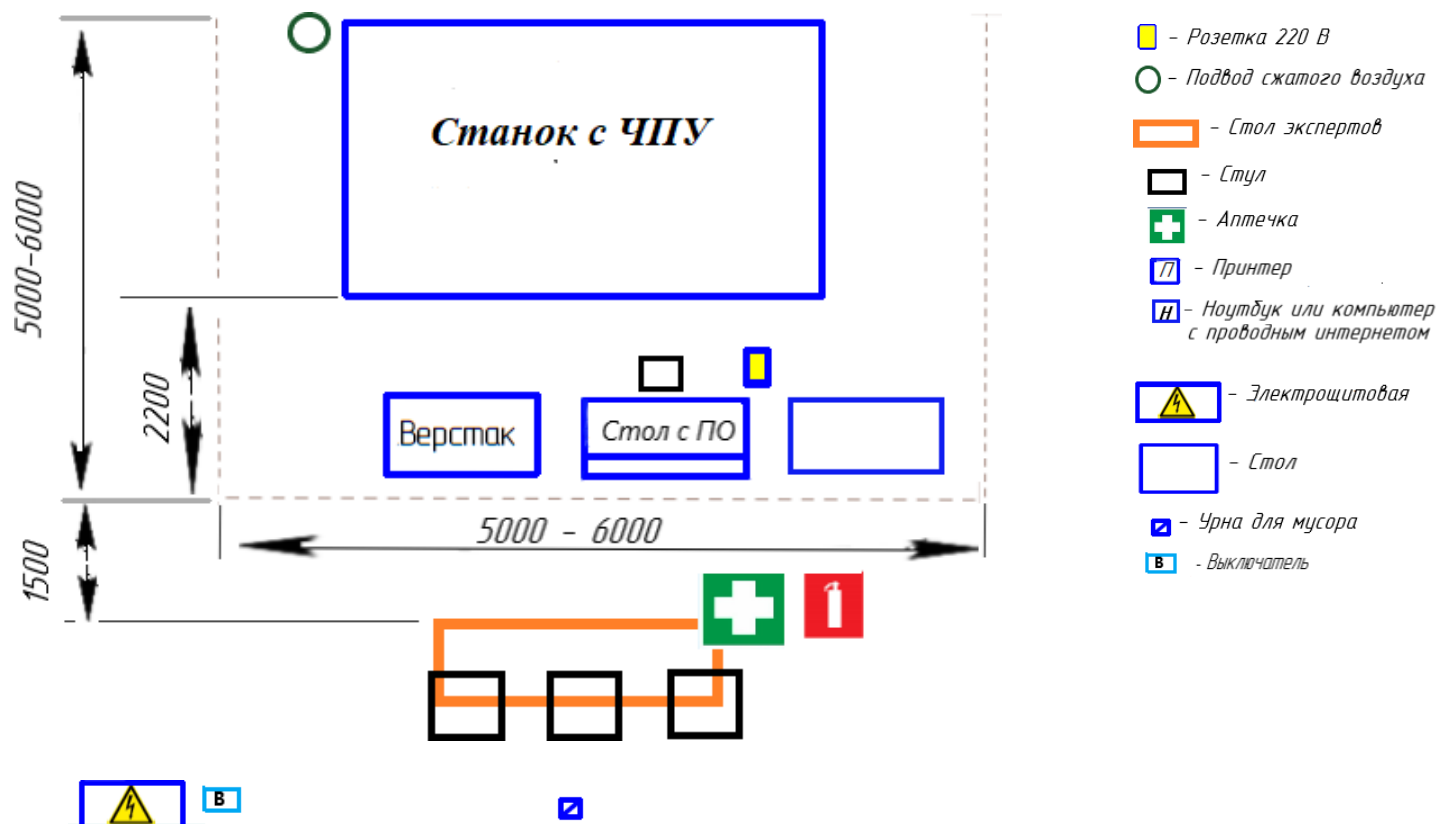 Станок с ЧПУ
5000-6000
2200
Верстак
Стол с ПО
5000 - 6000
1500
В
- Розетка 220 В
- Подвод сжатого воздуха
- Стол экспертов
- Стул
- Аптечка
П - Принтер
Н - Ноутбук или компьютер
с проводным интернетом
- Электрощитовая
- Стол
- Урна для мусора
В - Выключатель